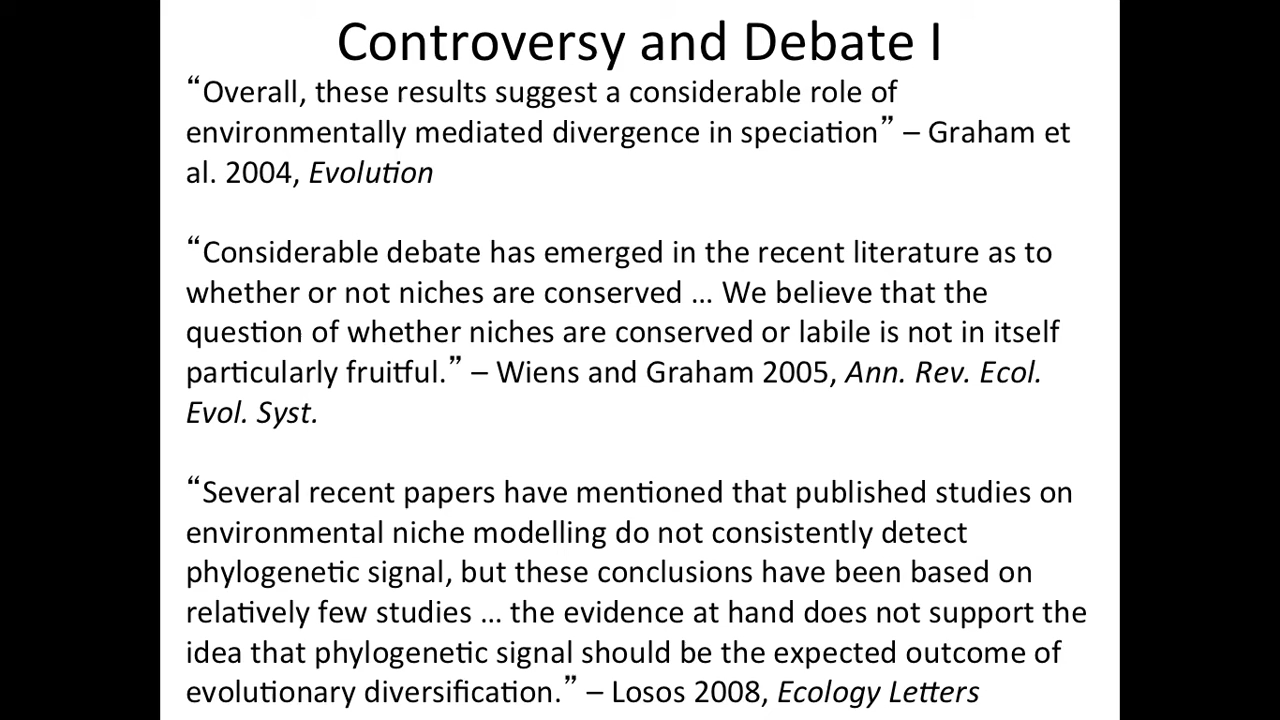 Controversy and Debate I
“Overall, these results suggest a considerable role of
environmentally mediated divergence in speciation” – Graham et
al. 2004, Evolution
“Considerable debate has emerged in the recent literature as to
whether or not niches are conserved ... We believe that the
question of whether niches are conserved or labile is not in itself
particularly fruitful.” – Wiens and Graham 2005, Ann. Rev. Ecol.
Evol. Syst.
“Several recent papers have mentioned that published studies on
environmental niche modelling do not consistently detect
phylogenetic signal, but these conclusions have been based on
relatively few studies ... the evidence at hand does not support the
idea that phylogenetic signal should be the expected outcome of
evolutionary diversification.” – Losos 2008, Ecology Letters